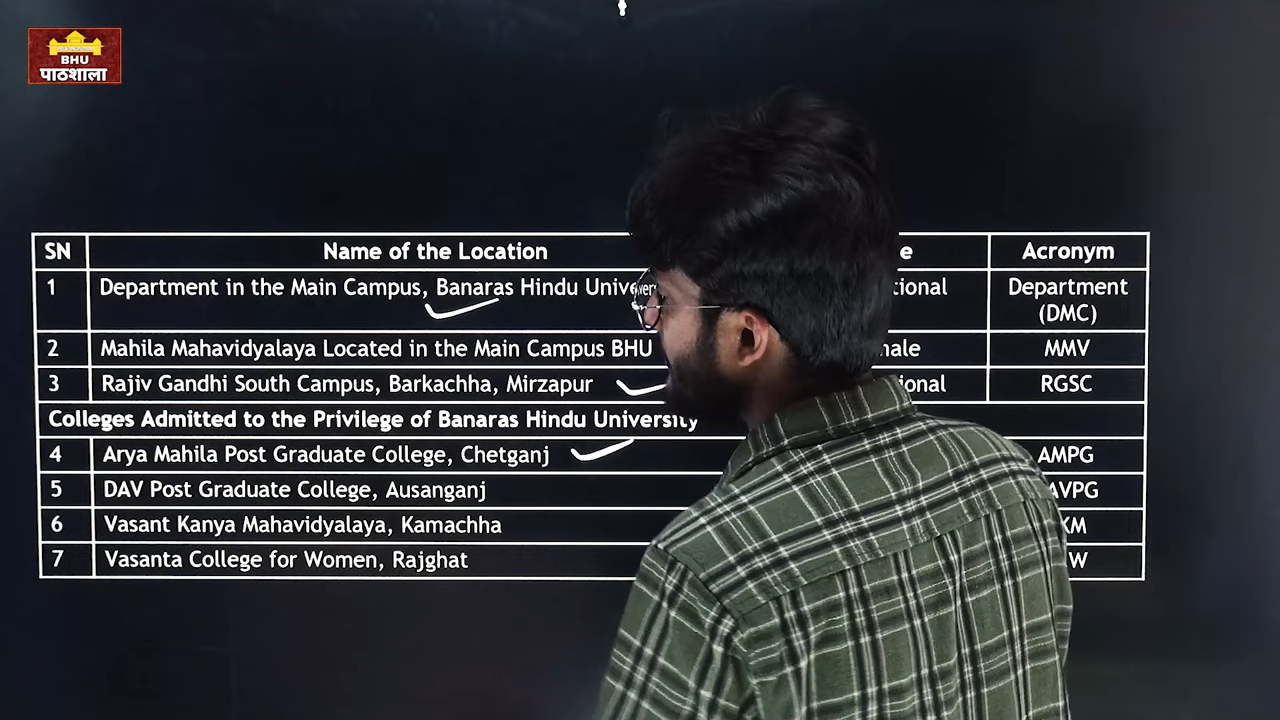 BHU
पाठशाला
SN Name of the Location Acronym
1 Department in the Main Campus, Banaras Hindu Department
(DMC)
2 Mahila Mahavidyalaya Located in the Main Campus BHU MMV
3 Rajiv Gandhi South Campus, Barkachha, Mirzapur RGSC
Colleges Admitted to the Privilege of Banaras Hindu University
4 Arya Mahila Post Graduate College, Chetganj AMPG
5 DAV Post Graduate College, Ausanganj
6 Vasant Kanya Mahavidyalaya, Kamachha
7 Vasanta College for Women, Rajghat